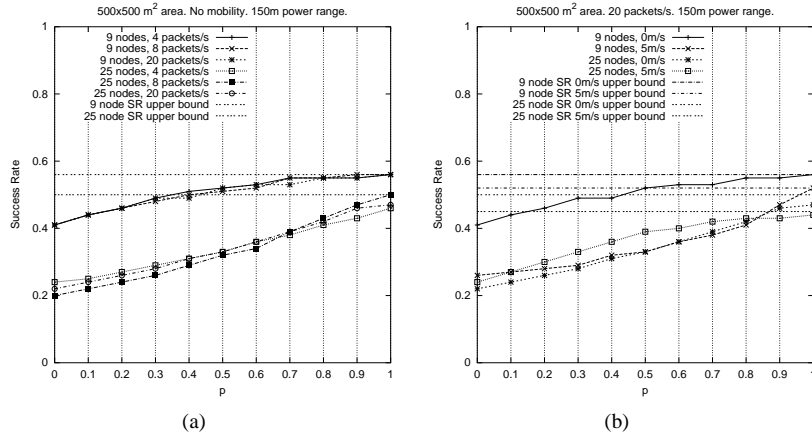 500x500 m² area. No mobility. 150m power range.
9 nodes, 4 packets/s
9 nodes, 8 packets/s
9 nodes, 20 packets/s
25 nodes, 4 packets/s
25 nodes, 8 packets/s
25 nodes, 20 packets/s
9 node SR upper bound
25 node SR upper bound
Success Rate
1
0.8
0.6
0.4
0.2
0
0 0.1 0.2 0.3 0.4 0.5 0.6 0.7 0.8 0.9 1
p
(a)
500x500 m² area. 20 packets/s. 150m power range.
9 nodes, 0m/s
9 nodes, 5m/s
25 nodes, 0m/s
25 nodes, 5m/s
9 node SR 0m/s upper bound
9 node SR 5m/s upper bound
25 node SR 0m/s upper bound
25 node SR 5m/s upper bound
Success Rate
1
0.8
0.6
0.4
0.2
0
0 0.1 0.2 0.3 0.4 0.5 0.6 0.7 0.8 0.9 1
p
(b)